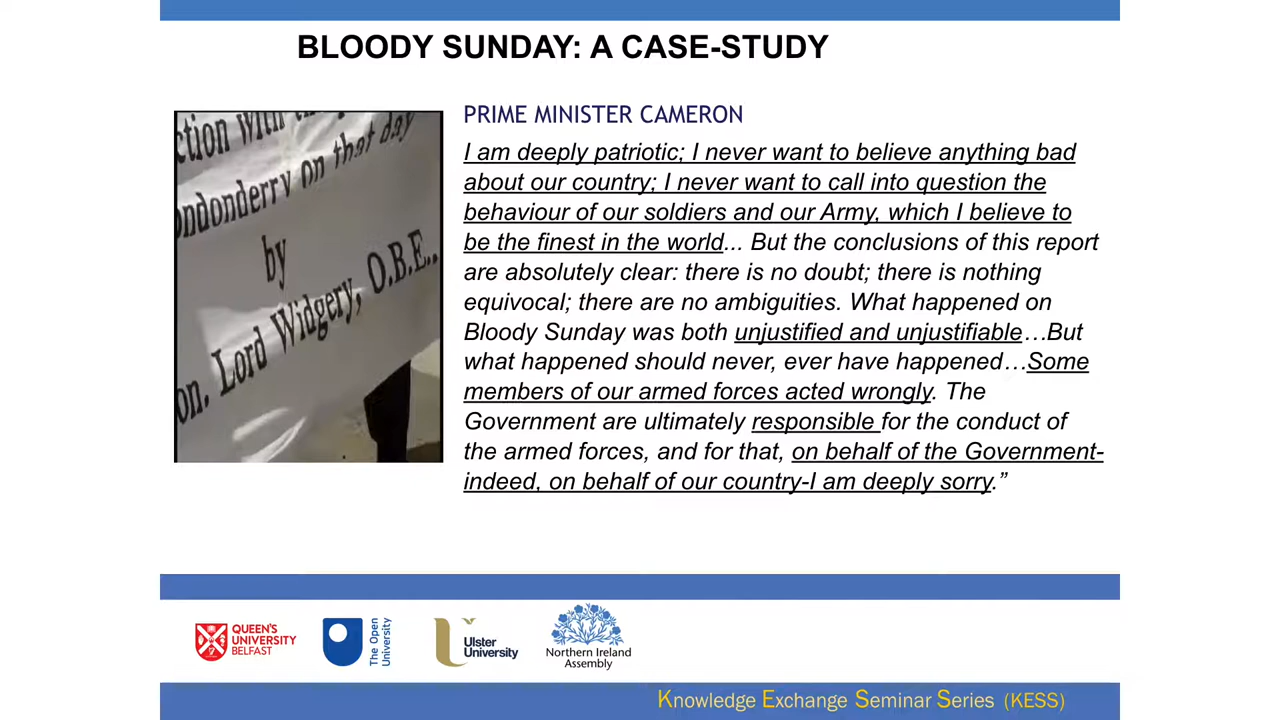 BLOODY SUNDAY: A CASE-STUDY
ction with th
ondonderry on that day
by
on. Lord Widgery, O.B.E..
PRIME MINISTER CAMERON
I am deeply patriotic; I never want to believe anything bad
about our country; I never want to call into question the
behaviour of our soldiers and our Army, which I believe to
be the finest in the world... But the conclusions of this report
are absolutely clear: there is no doubt; there is nothing
equivocal; there are no ambiguities. What happened on
Bloody Sunday was both unjustified and unjustifiable…But
what happened should never, ever have happened…Some
members of our armed forces acted wrongly. The
Government are ultimately responsible for the conduct of
the armed forces, and for that, on behalf of the Government-
indeed, on behalf of our country-I am deeply sorry.”
QUEEN'S
UNIVERSITY
BELFAST
The Open
University
Ulster
University
Northern Ireland
Assembly
Knowledge Exchange Seminar Series (KESS)